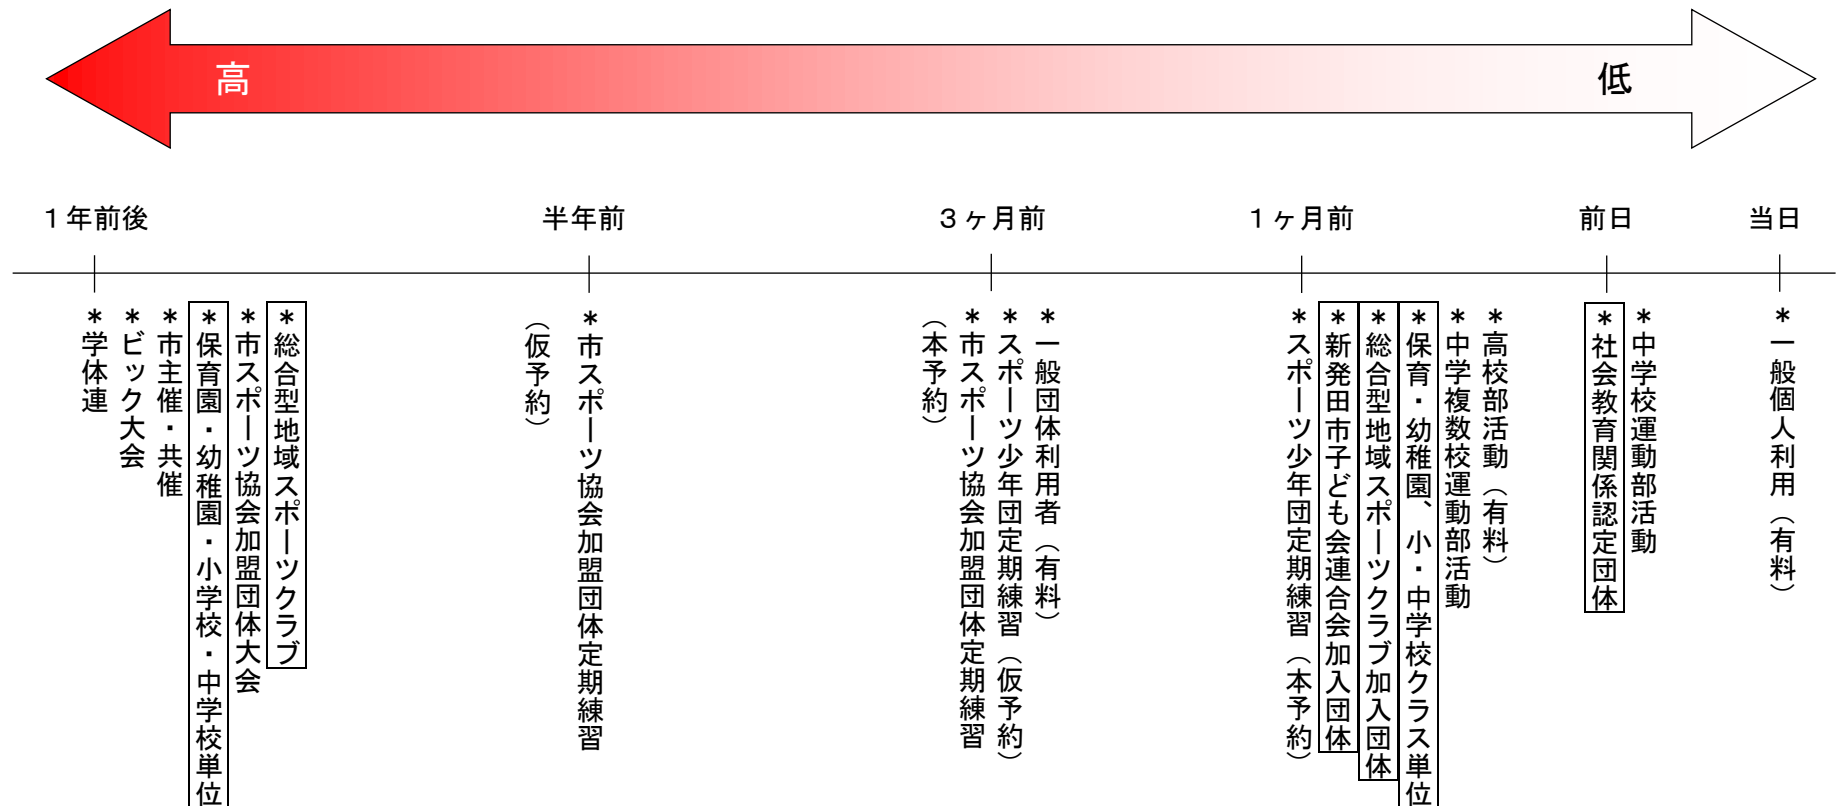 高
低
1年前後
半年前
3ヶ月前
1ヶ月前
前日
当日
*学体連
*ビック大会
*市主催・共催
*保育園・幼稚園・小学校・中学校単位
*市スポーツ協会加盟団体大会
*総合型地域スポーツクラブ
*市スポーツ協会加盟団体定期練習
（仮予約）
*市スポーツ協会加盟団体定期練習
（本予約）
*スポーツ少年団定期練習（仮予約）
*一般団体利用者（有料）
*スポーツ少年団定期練習（本予約）
*新発田市子ども会連合会加入団体
*総合型地域スポーツクラブ加入団体
*保育・幼稚園、小・中学校クラス単位
*中学複数校運動部活動
*高校部活動（有料）
*社会教育関係認定団体
*中学校運動部活動
*一般個人利用（有料）